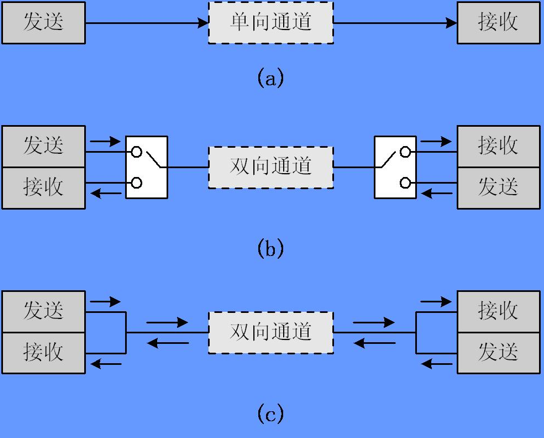 发送 单向通道 接收
(a)
发送 接收
双向通道
接收 发送
(b)
发送 接收
双向通道
接收 发送
(c)